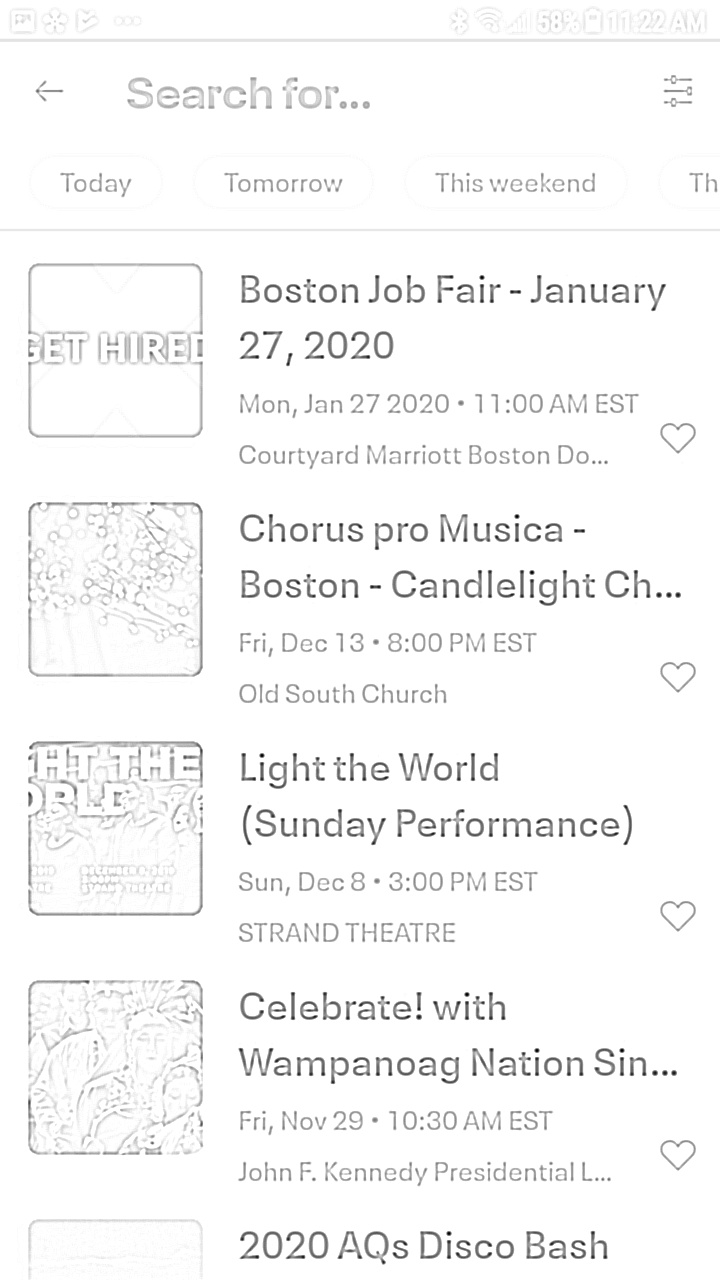 58% 11:22 AM
Search for...
Today Tomorrow This weekend Th
GET HIRED
Boston Job Fair - January
27, 2020
Mon, Jan 27 2020 • 11:00 AM EST
Courtyard Marriott Boston Do...
Chorus pro Musica -
Boston - Candlelight Ch...
Fri, Dec 13 • 8:00 PM EST
Old South Church
HT THE
ORLD
Light the World
(Sunday Performance)
Sun, Dec 8 • 3:00 PM EST
STRAND THEATRE
Celebrate! with
Wampanoag Nation Sin...
Fri, Nov 29 • 10:30 AM EST
John F. Kennedy Presidential L...
2020 AQs Disco Bash